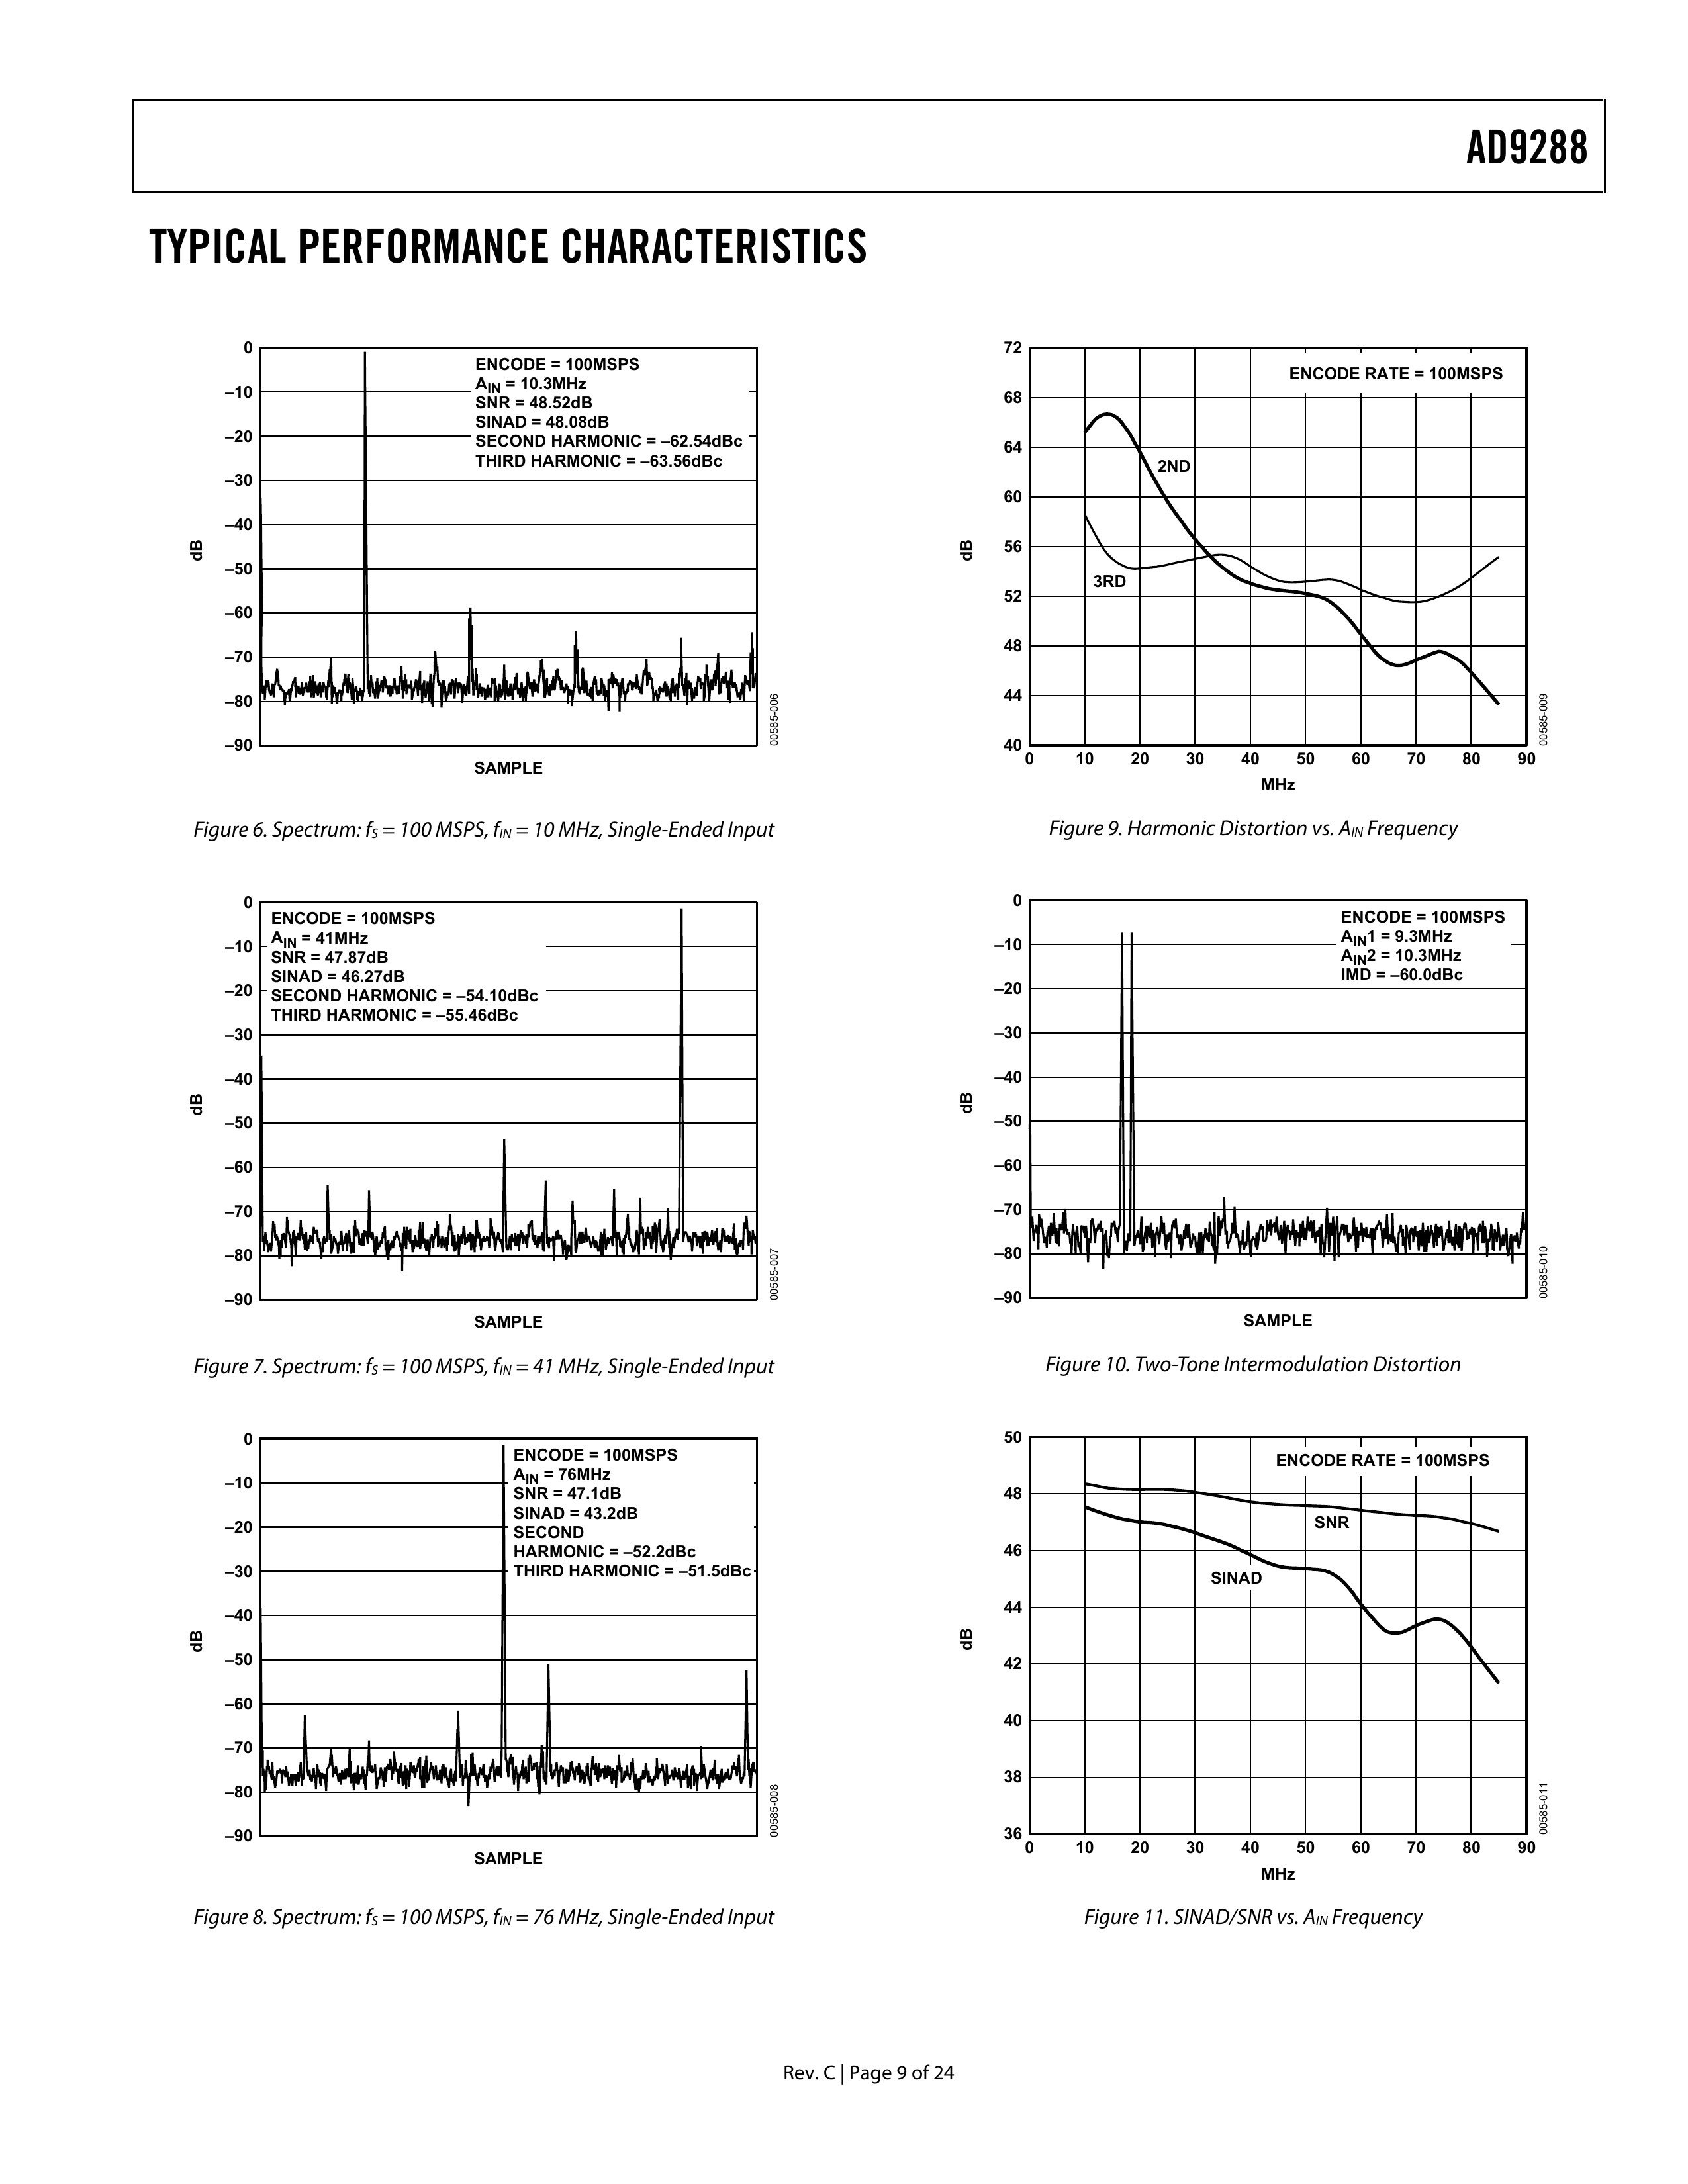 AD9288
TYPICAL PERFORMANCE CHARACTERISTICS
0
–10
–20
–30
–40
–50
–60
–70
–80
–90
dB
SAMPLE
ENCODE = 100MSPS
AIN = 10.3MHz
SNR = 48.52dB
SINAD = 48.08dB
SECOND HARMONIC = –62.54dBc
THIRD HARMONIC = –63.56dBc
00585-006
Figure 6. Spectrum: fS = 100 MSPS, fIN = 10 MHz, Single-Ended Input
0
–10
–20
–30
–40
–50
–60
–70
–80
–90
dB
SAMPLE
ENCODE = 100MSPS
AIN = 41MHz
SNR = 47.87dB
SINAD = 46.27dB
SECOND HARMONIC = –54.10dBc
THIRD HARMONIC = –55.46dBc
00585-007
Figure 7. Spectrum: fS = 100 MSPS, fIN = 41 MHz, Single-Ended Input
0
–10
–20
–30
–40
–50
–60
–70
–80
–90
dB
SAMPLE
ENCODE = 100MSPS
AIN = 76MHz
SNR = 47.1dB
SINAD = 43.2dB
SECOND
HARMONIC = –52.2dBc
THIRD HARMONIC = –51.5dBc
00585-008
Figure 8. Spectrum: fS = 100 MSPS, fIN = 76 MHz, Single-Ended Input
72
68
64
60
56
52
48
44
40
dB
0 10 20 30 40 50 60 70 80 90
MHz
ENCODE RATE = 100MSPS
2ND
3RD
00585-009
Figure 9. Harmonic Distortion vs. AIN Frequency
0
–10
–20
–30
–40
–50
–60
–70
–80
–90
dB
SAMPLE
ENCODE = 100MSPS
AIN1 = 9.3MHz
AIN2 = 10.3MHz
IMD = –60.0dBc
00585-010
Figure 10. Two-Tone Intermodulation Distortion
50
48
46
44
42
40
38
36
dB
0 10 20 30 40 50 60 70 80 90
MHz
ENCODE RATE = 100MSPS
SNR
SINAD
00585-011
Figure 11. SINAD/SNR vs. AIN Frequency
Rev. C | Page 9 of 24